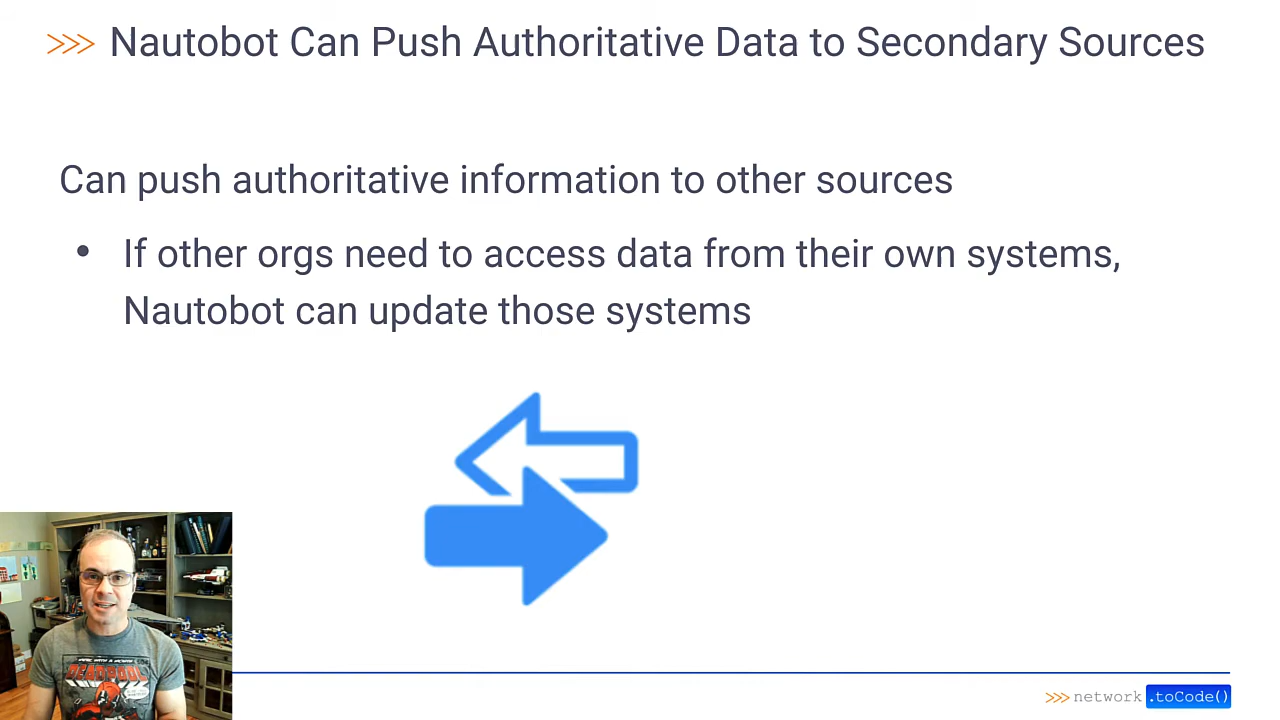 >>> Nautobot Can Push Authoritative Data to Secondary Sources
Can push authoritative information to other sources
• If other orgs need to access data from their own systems,
Nautobot can update those systems
DEADPOOL
>>> network .toCode()